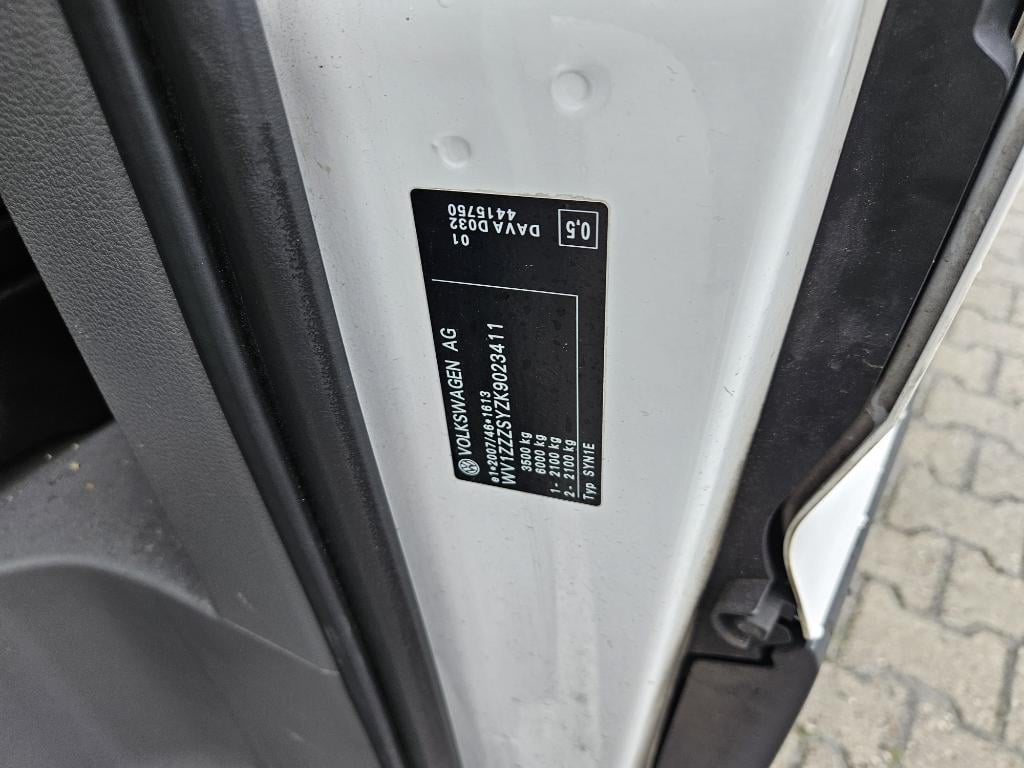 VOLKSWAGEN AG
e1*2007/46*1613
WV1ZZZSYZK9023411
3500 kg
6000 kg
1- 2100 kg
2- 2100 kg
Typ SYN1E
01
DAVA D032
4415750
0,5